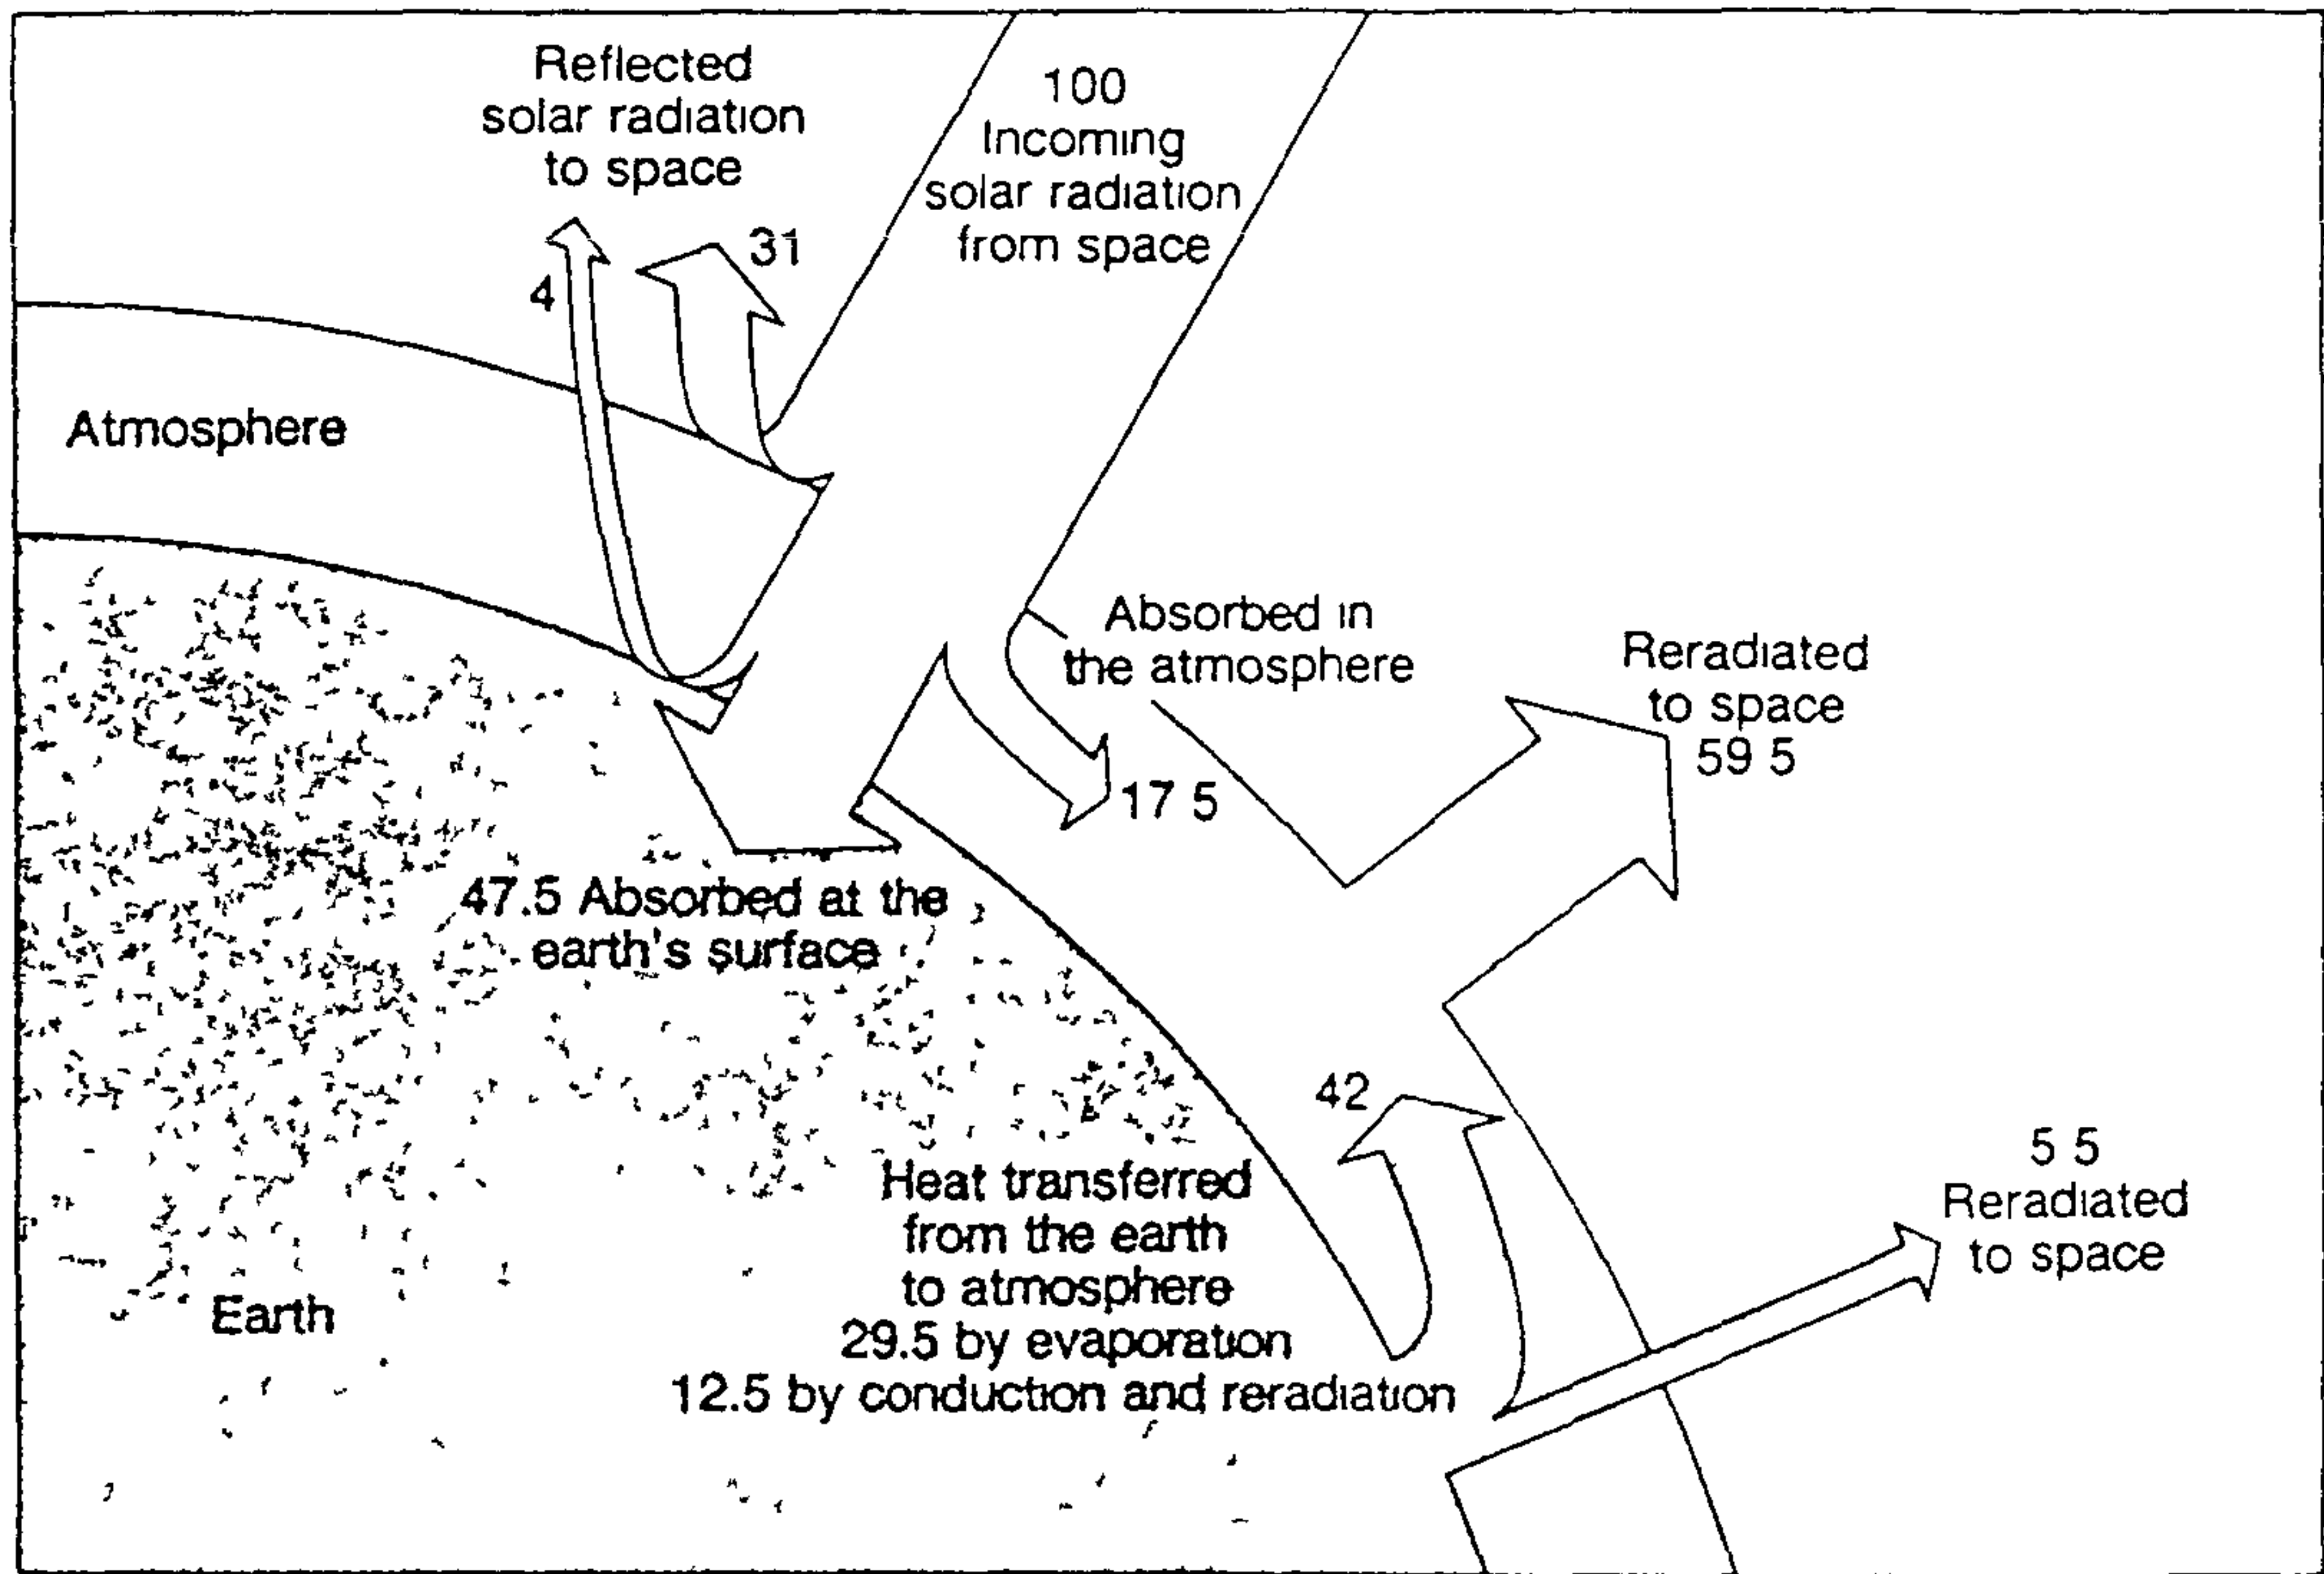 Reflected
solar radiation
to space
100
Incoming
solar radiation
from space
31
4
Atmosphere
Absorbed in
the atmosphere
Reradiated
to space
59 5
17 5
47.5 Absorbed at the
earth's surface
42
5 5
Reradiated
to space
Heat transferred
from the earth
to atmosphere
29.5 by evaporation
12.5 by conduction and reradiation
Earth